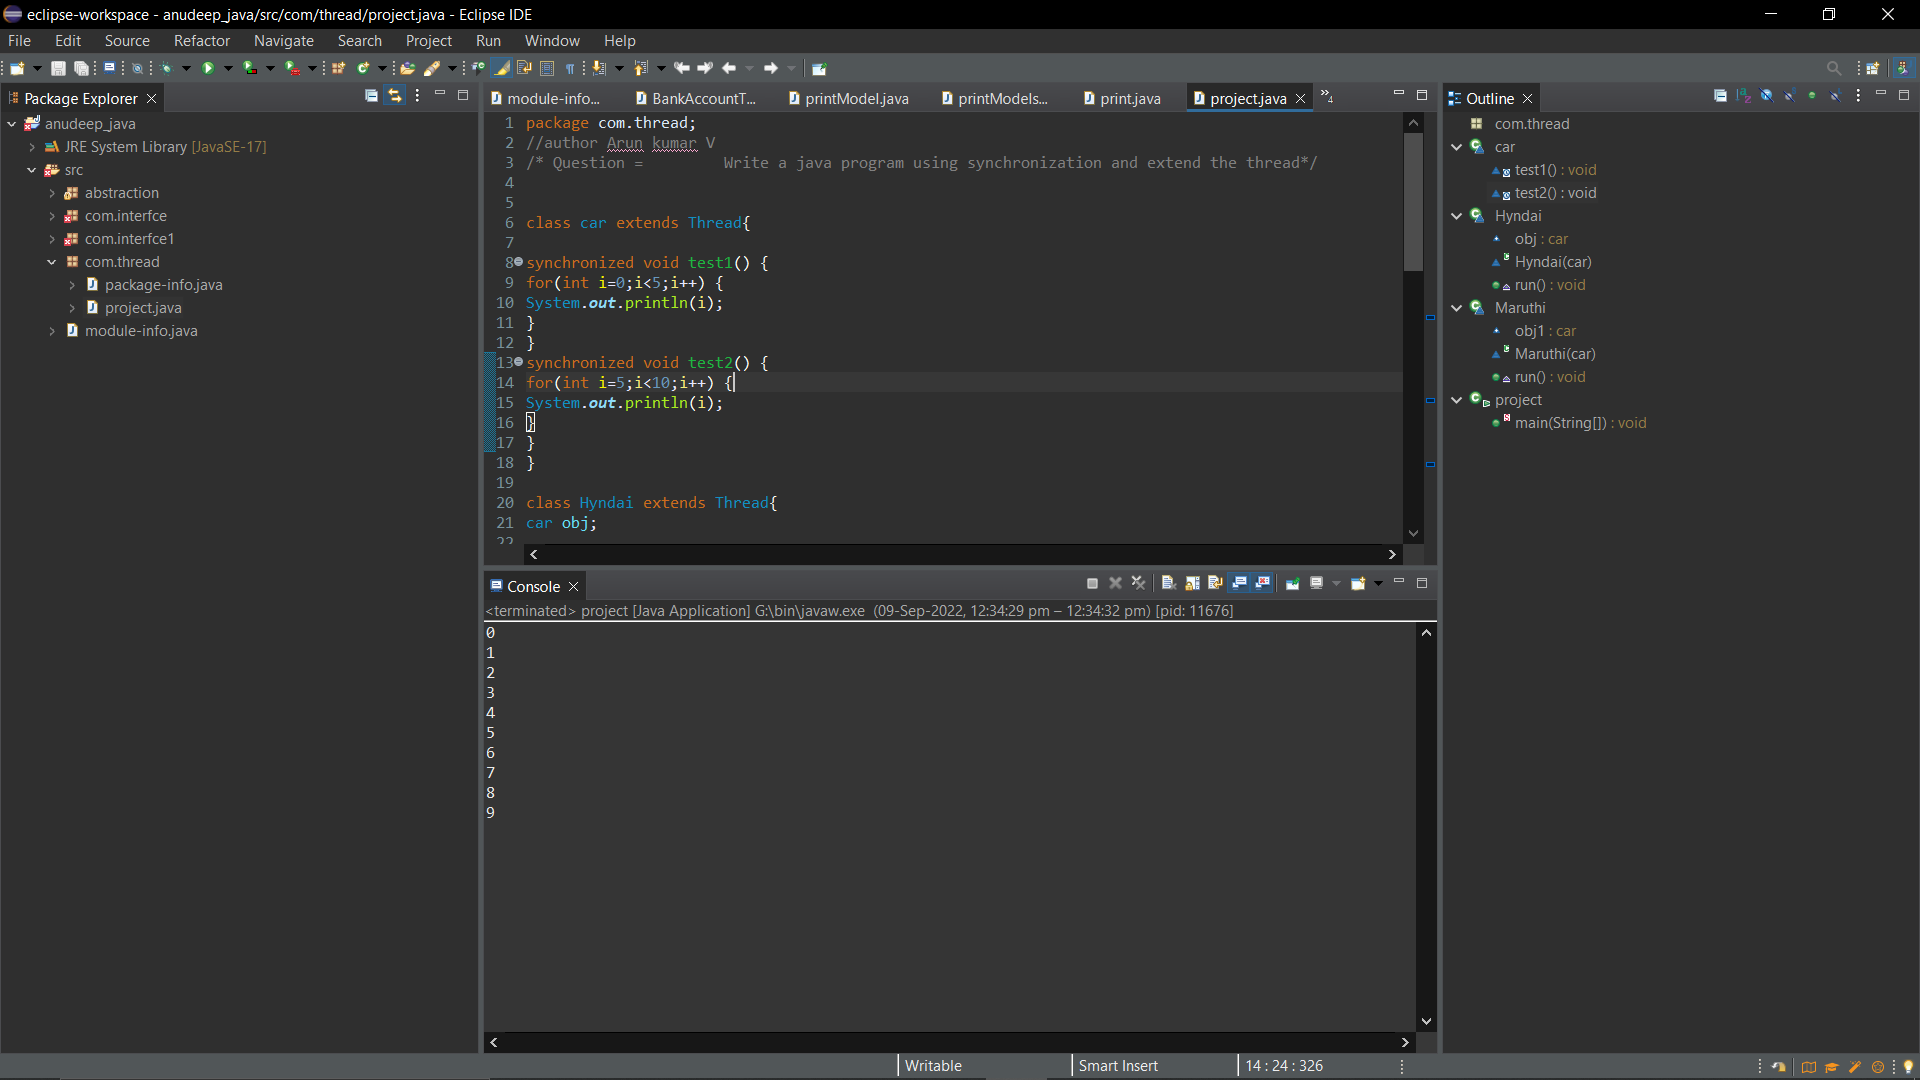 eclipse-workspace - anudeep_java/src/com/thread/project.java - Eclipse IDE
File Edit Source Refactor Navigate Search Project Run Window Help
Package Explorer
anudeep_java
JRE System Library [JavaSE-17]
src
abstraction
com.interfce
com.interfce1
com.thread
package-info.java
project.java
module-info.java
module-info... BankAccountT... printModel.java printModels... print.java project.java »4
1 package com.thread;
2 //author Arun kumar V
3 /* Question = Write a java program using synchronization and extend the thread*/
4
5
6 class car extends Thread{
7
8 synchronized void test1() {
9 for(int i=0;i<5;i++) {
10 System.out.println(i);
11 }
12 }
13 synchronized void test2() {
14 for(int i=5;i<10;i++) {
15 System.out.println(i);
16 }
17 }
18 }
19
20 class Hyndai extends Thread{
21 car obj;
22
Console
<terminated> project [Java Application] G:\bin\javaw.exe (09-Sep-2022, 12:34:29 pm – 12:34:32 pm) [pid: 11676]
0
1
2
3
4
5
6
7
8
9
Outline
com.thread
car
test1() : void
test2() : void
Hyndai
obj : car
Hyndai(car)
run() : void
Maruthi
obj1 : car
Maruthi(car)
run() : void
project
main(String[]) : void
Writable Smart Insert 14 : 24 : 326